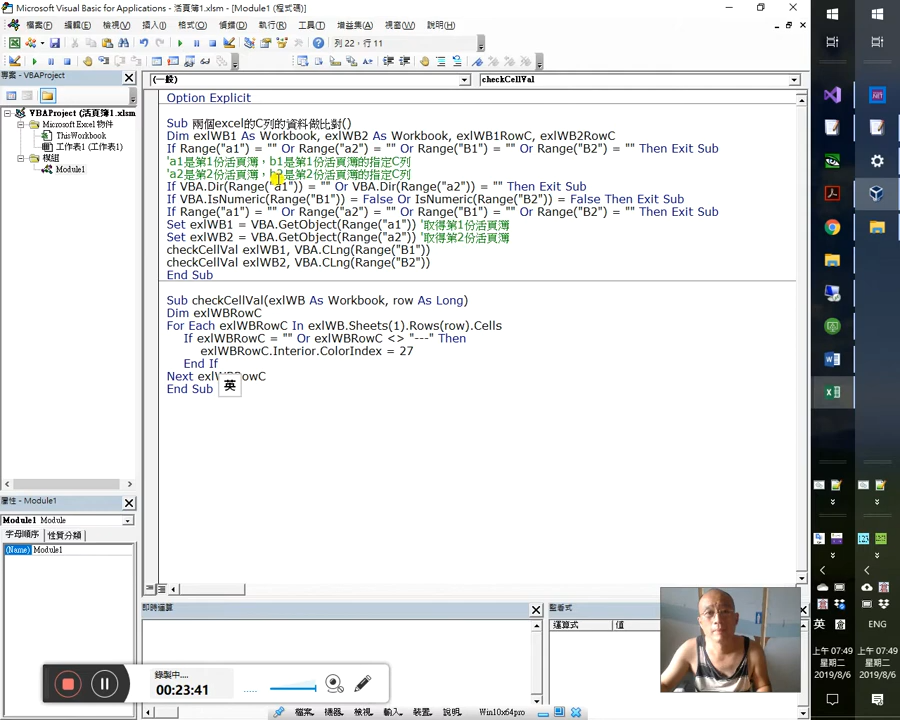 Microsoft Visual Basic for Applications - 活頁簿1.xlsm - [Module1 (程式碼)]
檔案(F) 編輯(E) 檢視(V) 插入(I) 格式(O) 偵錯(D) 執行(R) 工具(T) 增益集(A) 視窗(W) 說明(H)
列 22，行 11
專案 - VBAProject
(一般)
checkCellVal
VBAProject (活頁簿1.xlsm
Microsoft Excel 物件
ThisWorkbook
工作表1 (工作表1)
模組
Module1
Option Explicit
Sub 兩個excel的C列的資料做比對()
Dim exlWB1 As Workbook, exlWB2 As Workbook, exlWB1RowC, exlWB2RowC
If Range("a1") = "" Or Range("a2") = "" Or Range("B1") = "" Or Range("B2") = "" Then Exit Sub
'a1是第1份活頁簿，b1是第1份活頁簿的指定C列
'a2是第2份活頁簿，b2是第2份活頁簿的指定C列
If VBA.Dir(Range("a1")) = "" Or VBA.Dir(Range("a2")) = "" Then Exit Sub
If VBA.IsNumeric(Range("B1")) = False Or IsNumeric(Range("B2")) = False Then Exit Sub
If Range("a1") = "" Or Range("a2") = "" Or Range("B1") = "" Or Range("B2") = "" Then Exit Sub
Set exlWB1 = VBA.GetObject(Range("a1")) '取得第1份活頁簿
Set exlWB2 = VBA.GetObject(Range("a2")) '取得第2份活頁簿
checkCellVal exlWB1, VBA.CLng(Range("B1"))
checkCellVal exlWB2, VBA.CLng(Range("B2"))
End Sub
Sub checkCellVal(exlWB As Workbook, row As Long)
Dim exlWBRowC
For Each exlWBRowC In exlWB.Sheets(1).Rows(row).Cells
If exlWBRowC = "" Or exlWBRowC <> "---" Then
exlWBRowC.Interior.ColorIndex = 27
End If
Next exlWBRowC
End Sub
英
屬性 - Module1
Module1 Module
字母順序 性質分類
(Name) Module1
即時運算
監看式
運算式 值
錄製中....
00:23:41
檔案 機器 檢視 輸入 裝置 說明 Win10x64pro
英
ENG
上午 07:49
星期二
2019/8/6
上午 07:49
星期二
2019/8/6